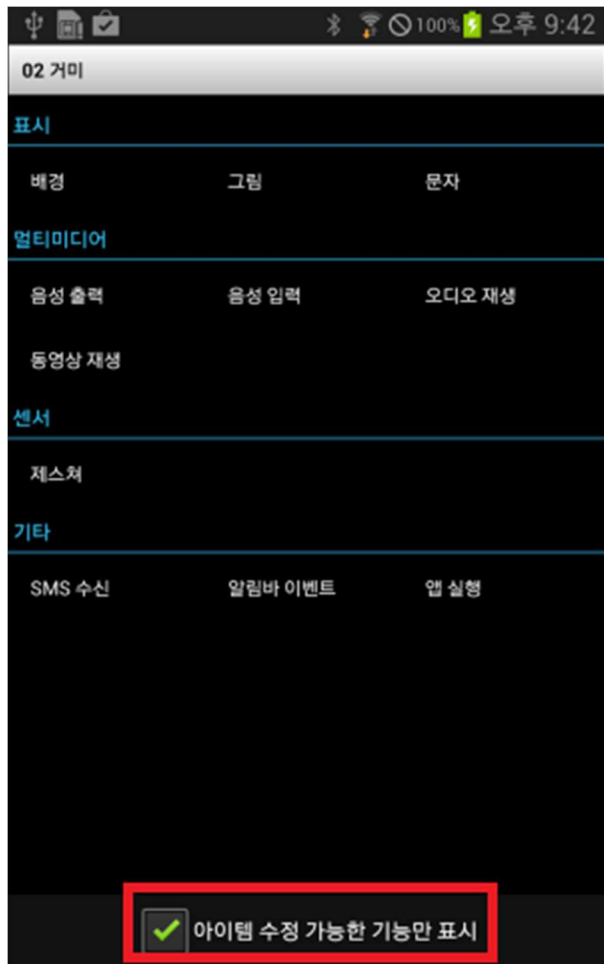 100% 오후 9:42
02 거미
표시
배경 그림 문자
멀티미디어
음성 출력 음성 입력 오디오 재생
동영상 재생
센서
제스쳐
기타
SMS 수신 알림바 이벤트 앱 실행
아이템 수정 가능한 기능만 표시